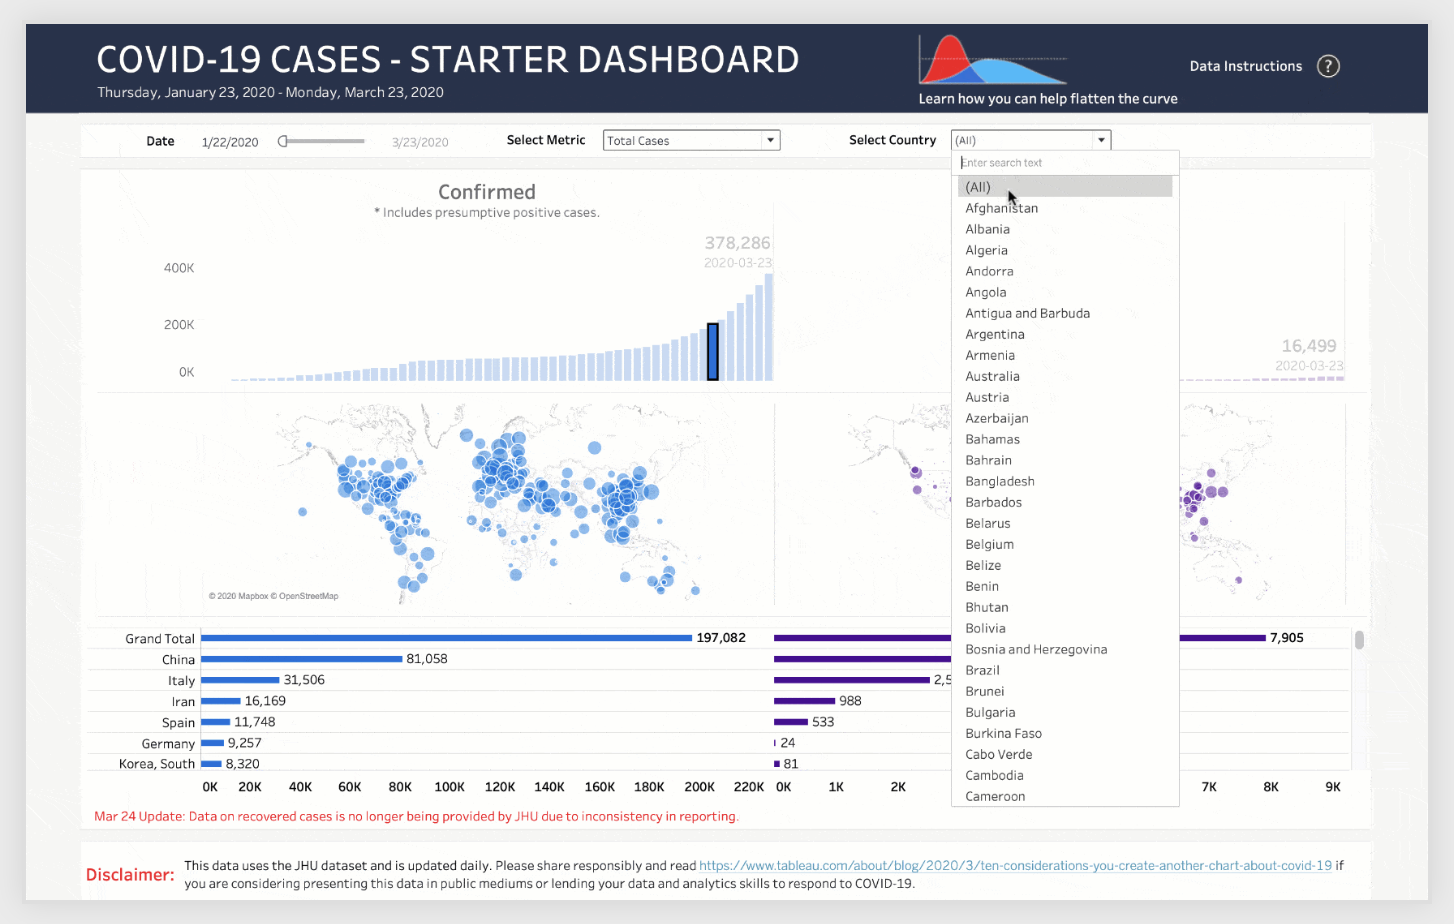 COVID-19 CASES - STARTER DASHBOARD
Thursday, January 23, 2020 - Monday, March 23, 2020
Learn how you can help flatten the curve
Data Instructions ?
Date 1/22/2020 3/23/2020 Select Metric Total Cases Select Country (All)
Enter search text
(All)
Afghanistan
Albania
Algeria
Andorra
Angola
Antigua and Barbuda
Argentina
Armenia
Australia
Austria
Azerbaijan
Bahamas
Bahrain
Bangladesh
Barbados
Belarus
Belgium
Belize
Benin
Bhutan
Bolivia
Bosnia and Herzegovina
Brazil
Brunei
Bulgaria
Burkina Faso
Cabo Verde
Cambodia
Cameroon
Confirmed
* Includes presumptive positive cases.
378,286
2020-03-23
400K
200K
0K
16,499
2020-03-23
© 2020 Mapbox © OpenStreetMap
Grand Total 197,082 7,905
China 81,058
Italy 31,506 2,5
Iran 16,169 988
Spain 11,748 533
Germany 9,257 24
Korea, South 8,320 81
0K 20K 40K 60K 80K 100K 120K 140K 160K 180K 200K 220K 0K 1K 2K 7K 8K 9K
Mar 24 Update: Data on recovered cases is no longer being provided by JHU due to inconsistency in reporting.
Disclaimer:
This data uses the JHU dataset and is updated daily. Please share responsibly and read https://www.tableau.com/about/blog/2020/3/ten-considerations-you-create-another-chart-about-covid-19 if
you are considering presenting this data in public mediums or lending your data and analytics skills to respond to COVID-19.